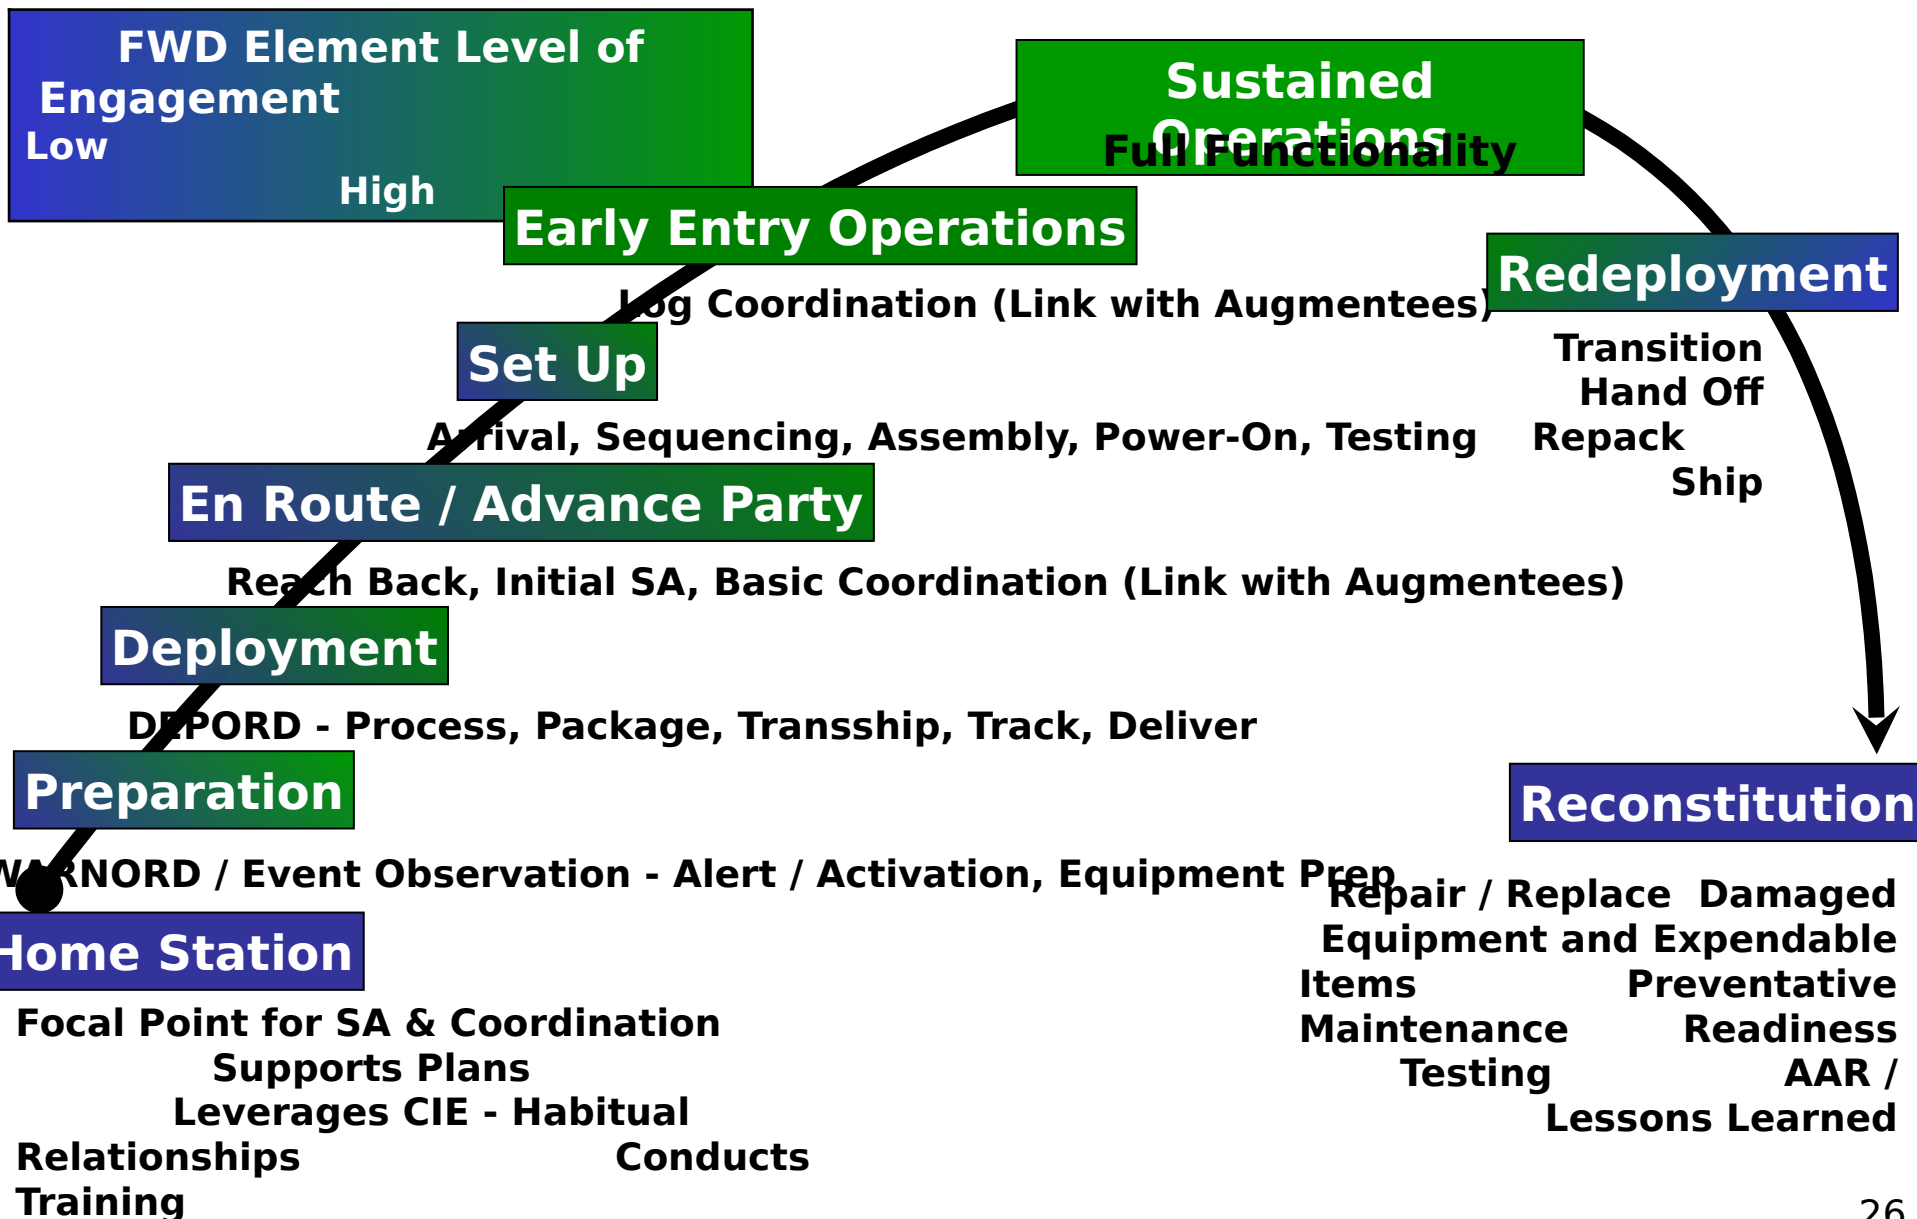 FWD Element Level of
Engagement
Low
High
Sustained
Operations
Full Functionality
Early Entry Operations
Log Coordination (Link with Augmentees)
Redeployment
Transition
Hand Off
Repack
Ship
Set Up
Arrival, Sequencing, Assembly, Power-On, Testing
En Route / Advance Party
Reach Back, Initial SA, Basic Coordination (Link with Augmentees)
Deployment
DEPORD - Process, Package, Transship, Track, Deliver
Preparation
WARNORD / Event Observation - Alert / Activation, Equipment Prep
Home Station
Focal Point for SA & Coordination
Supports Plans
Leverages CIE - Habitual
Relationships Conducts
Training
Reconstitution
Repair / Replace Damaged
Equipment and Expendable
Items Preventative
Maintenance Readiness
Testing AAR /
Lessons Learned
26